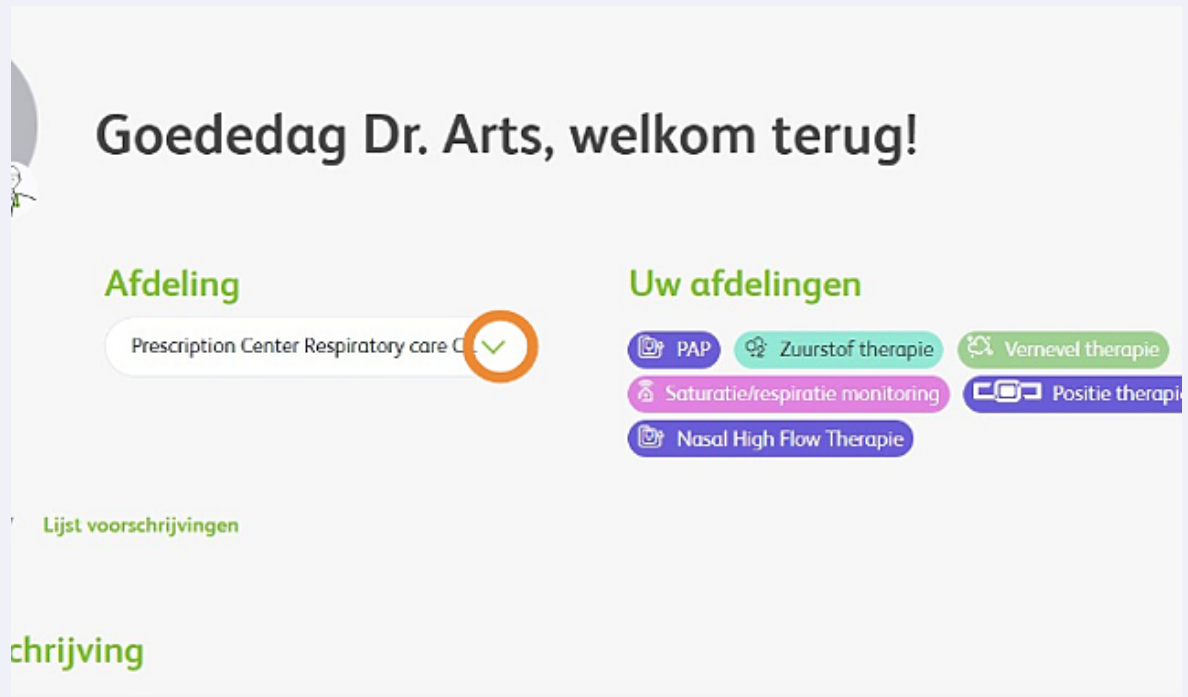 Goededag Dr. Arts, welkom terug!
Afdeling
Prescription Center Respiratory care C
Uw afdelingen
PAP
Zuurstof therapie
Vernevel therapie
Saturatie/respiratie monitoring
Positie therapie
Nasal High Flow Therapie
Lijst voorschrijvingen
chrijving